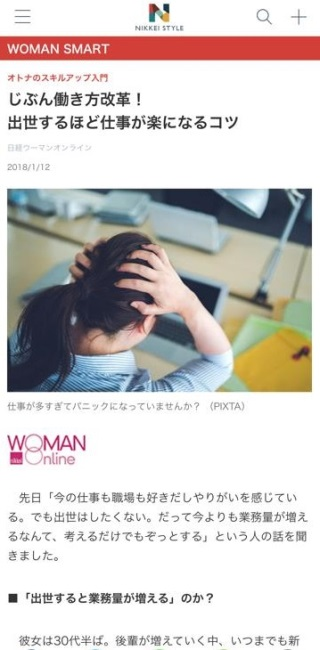 NIKKEI STYLE
WOMAN SMART
オトナのスキルアップ入門
じぶん働き方改革！
出世するほど仕事が楽になるコツ
日経ウーマンオンライン
2018/1/12
仕事が多すぎてパニックになっていませんか？ （PIXTA）
WOMAN
Online
先日「今の仕事も職場も好きだしやりがいを感じてい
る。でも出世はしたくない。だって今よりも業務量が増え
るなんて、考えるだけでもぞっとする」という人の話を聞
きました。
■「出世すると業務量が増える」のか？
彼女は30代半ば。後輩が増えていく中、いつまでも新